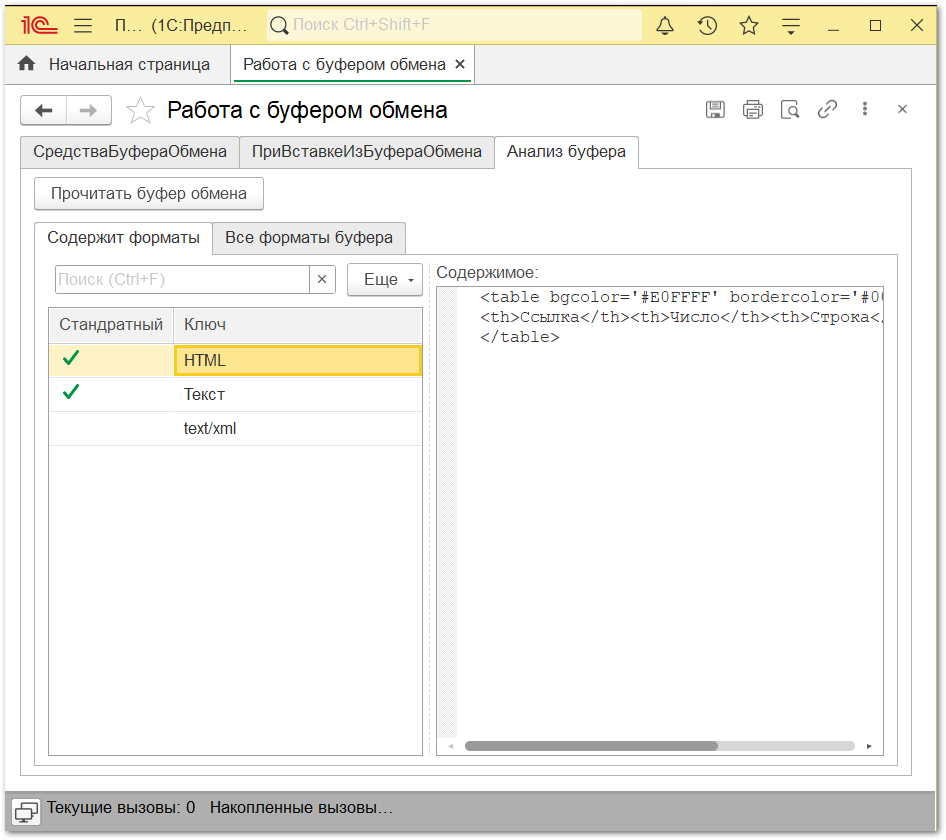 1С П... (1С:Предп... Поиск Ctrl+Shift+F
Начальная страница Работа с буфером обмена
Работа с буфером обмена
СредстваБуфераОбмена ПриВставкеИзБуфераОбмена Анализ буфера
Прочитать буфер обмена
Содержит форматы Все форматы буфера
Поиск (Ctrl+F) Еще Содержимое:
Стандратный Ключ
HTML
Текст
text/xml
<table bgcolor='#E0FFFF' bordercolor='#00
<th>Ссылка</th><th>Число</th><th>Строка</
</table>
Текущие вызовы: 0 Накопленные вызовы...